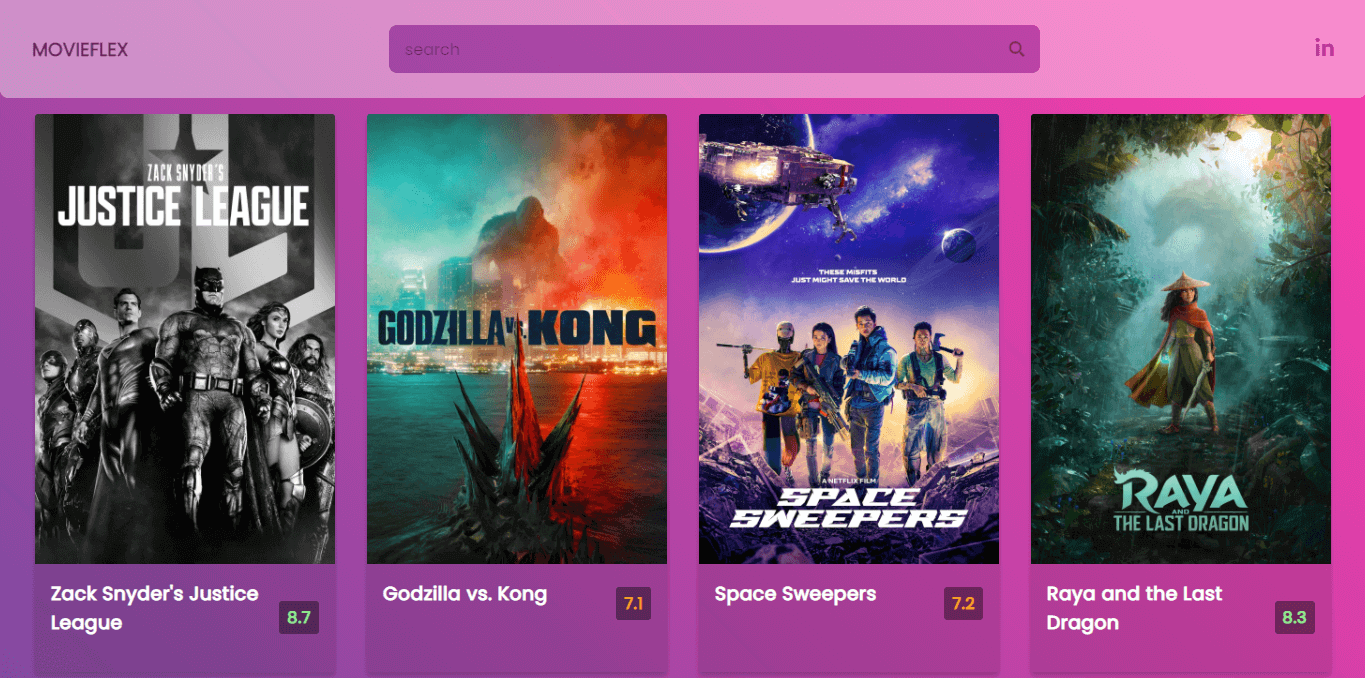 MOVIEFLEX
search
in
ZACK SNYDER'S
JUSTICE LEAGUE
GODZILLA VS. KONG
THESE MISFITS
JUST MIGHT SAVE THE WORLD
A NETFLIX FILM
SPACE
SWEEPERS
RAYA
AND
THE LAST DRAGON
Zack Snyder's Justice
League
8.7
Godzilla vs. Kong
7.1
Space Sweepers
7.2
Raya and the Last
Dragon
8.3